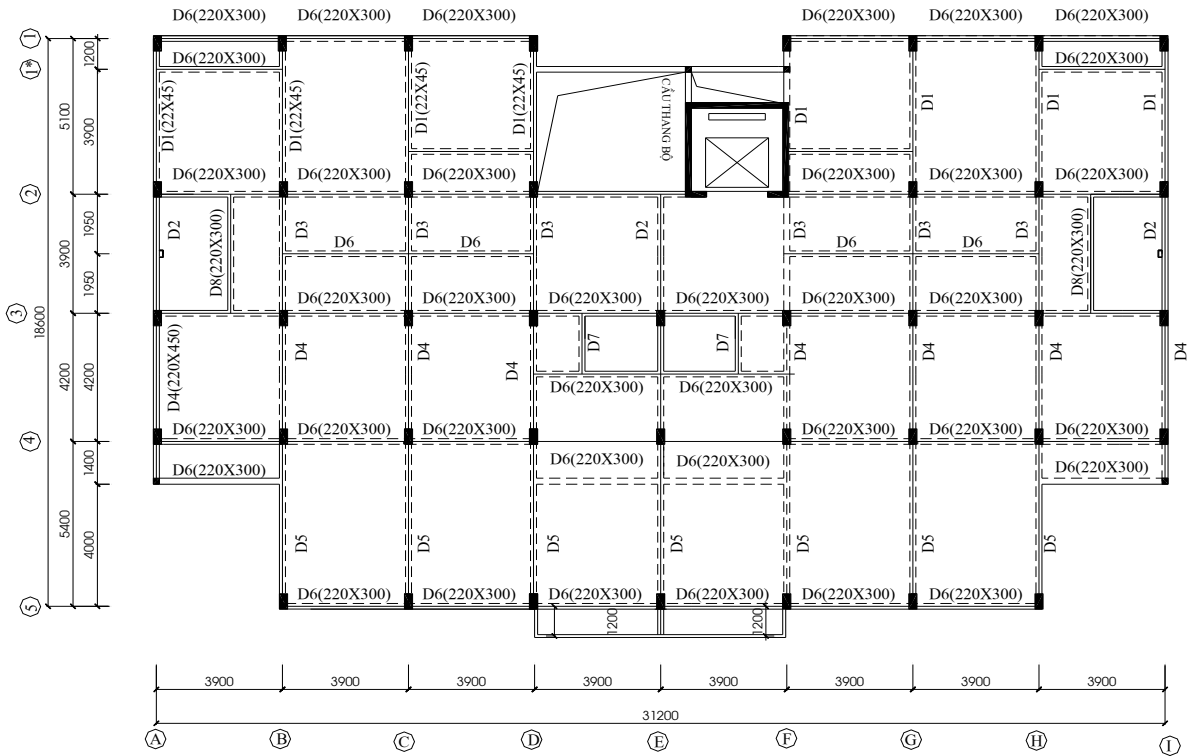 D6(220X300) D6(220X300) D6(220X300) D6(220X300) D6(220X300) D6(220X300)
1
1*
2
3
4
5
18600
5100
3900
4200
5400
1200
3900
1950
1950
4200
1400
4000
D6(220X300) D6(220X300)
D1(22X45) D1(22X45) D1(22X45) D1(22X45) D1 D1 D1 D1
CẦU THANG BỘ
D6(220X300) D6(220X300) D6(220X300) D6(220X300) D6(220X300) D6(220X300)
D2 D8(220X300) D3 D3 D3 D2 D3 D3 D3 D8(220X300) D2
D6 D6 D6 D6
D6(220X300) D6(220X300) D6(220X300) D6(220X300) D6(220X300) D6(220X300)
D4(220X450) D4 D4 D4 D7 D7 D4 D4 D4 D4
D6(220X300) D6(220X300)
D6(220X300) D6(220X300) D6(220X300) D6(220X300) D6(220X300) D6(220X300)
D6(220X300) D6(220X300) D6(220X300) D6(220X300)
D5 D5 D5 D5 D5 D5 D5
D6(220X300) D6(220X300) D6(220X300) D6(220X300) D6(220X300) D6(220X300)
1200 1200
3900 3900 3900 3900 3900 3900 3900 3900
31200
A B C D E F G H I